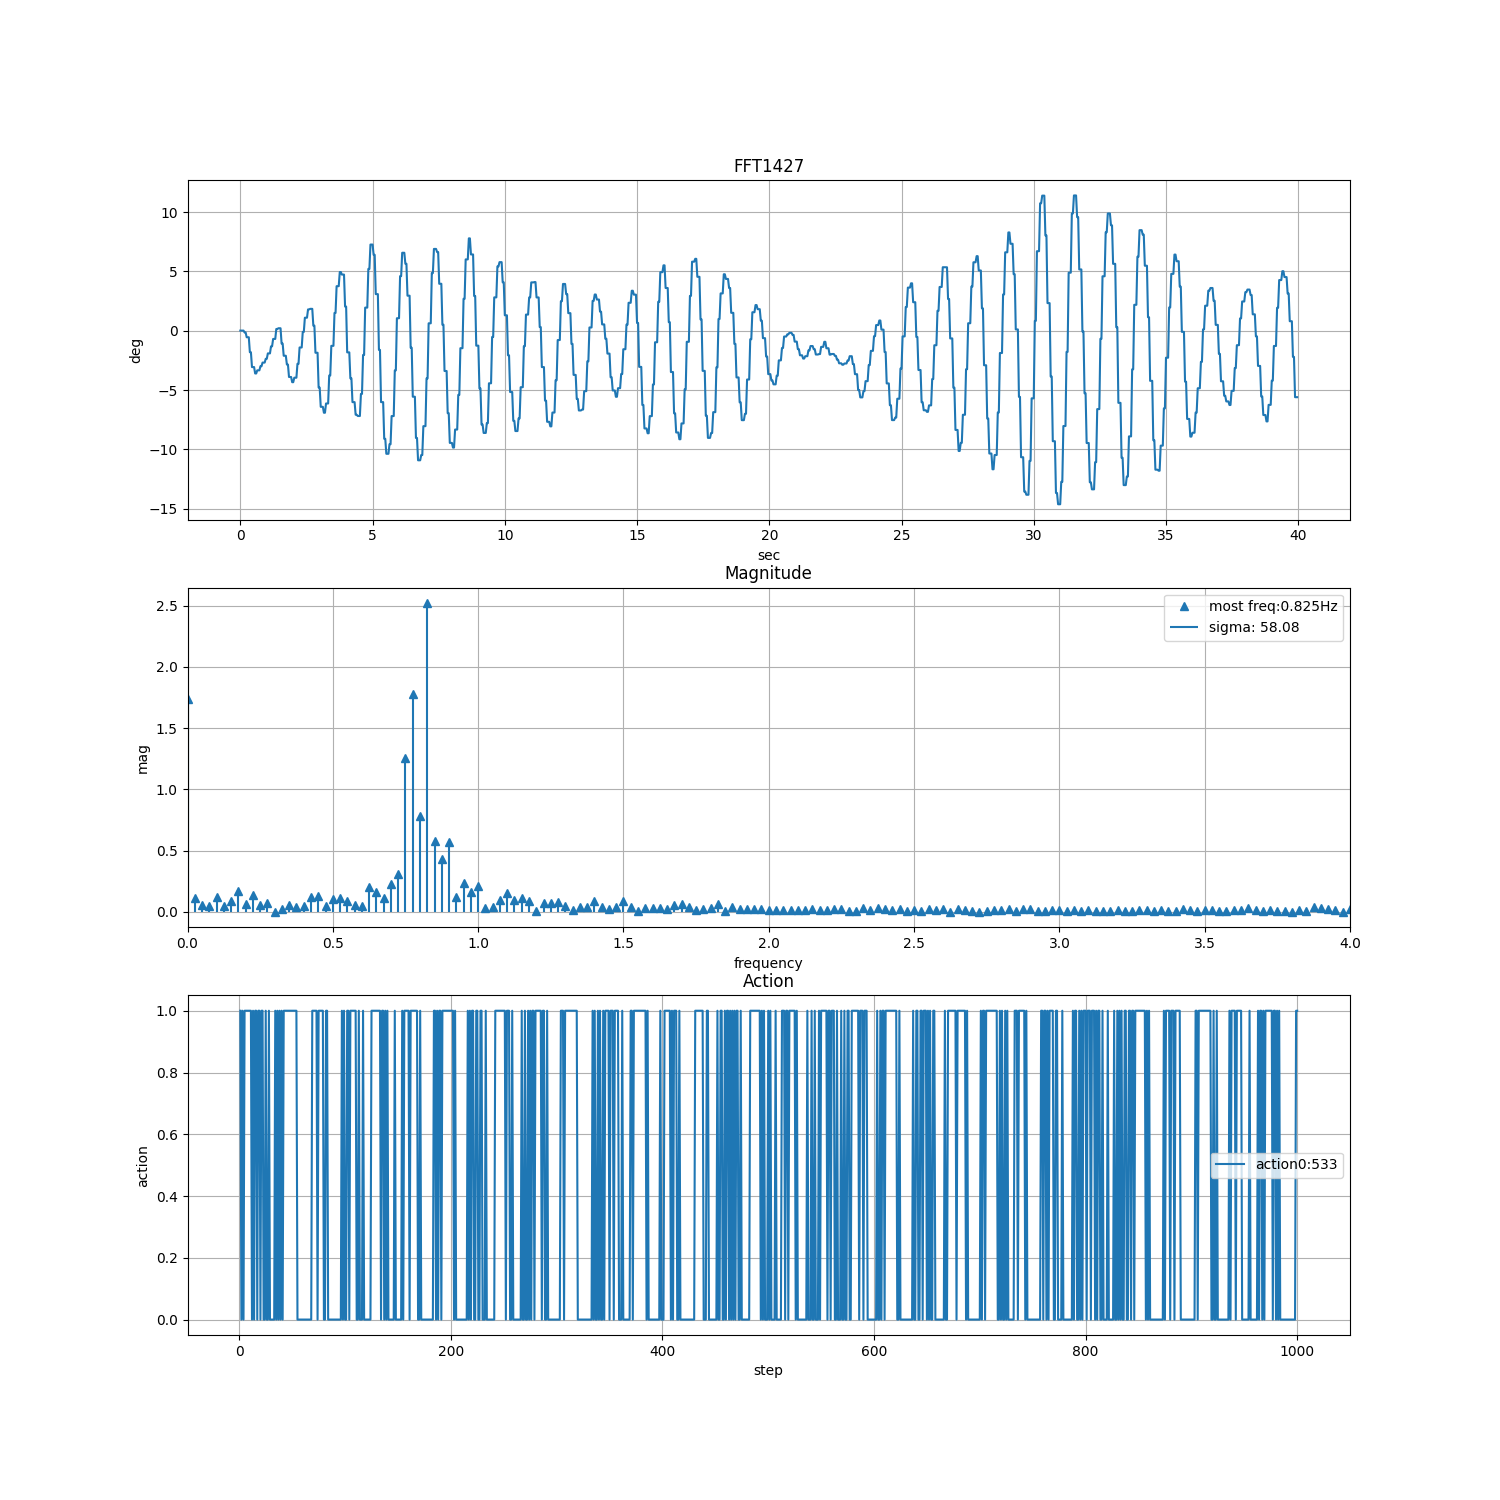 FFT1427
10
5
0
−5
−10
−15
deg
0 5 10 15 20 25 30 35 40
sec
Magnitude
2.5
2.0
1.5
1.0
0.5
0.0
mag
most freq:0.825Hz
sigma: 58.08
0.0 0.5 1.0 1.5 2.0 2.5 3.0 3.5 4.0
frequency
Action
1.0
0.8
0.6
0.4
0.2
0.0
action
action0:533
0 200 400 600 800 1000
step